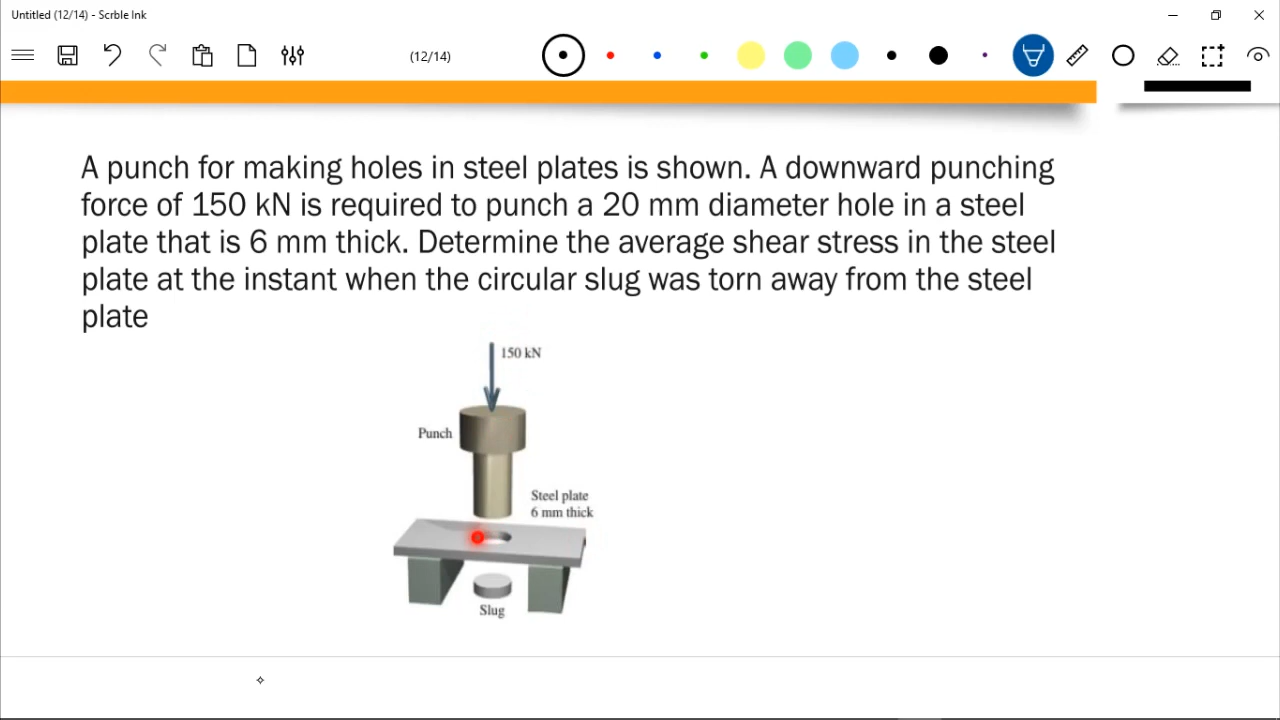 Untitled (12/14) - Scrble Ink
(12/14)
A punch for making holes in steel plates is shown. A downward punching
force of 150 kN is required to punch a 20 mm diameter hole in a steel
plate that is 6 mm thick. Determine the average shear stress in the steel
plate at the instant when the circular slug was torn away from the steel
plate
150 kN
Punch
Steel plate
6 mm thick
Slug